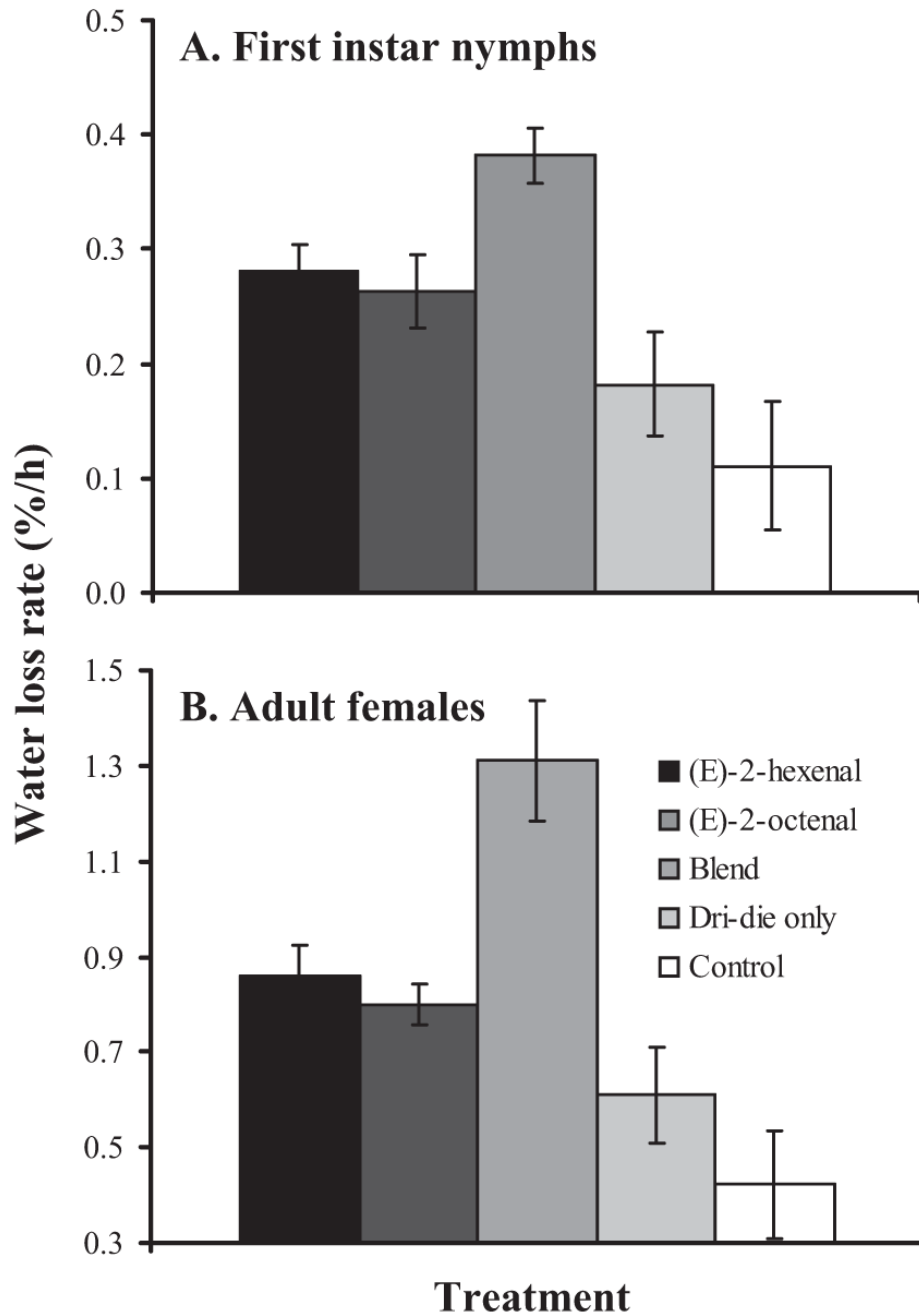 A. First instar nymphs
0.5
0.4
0.3
0.2
0.1
0.0
Water loss rate (%/h)
B. Adult females
1.5
1.3
1.1
0.9
0.7
0.5
0.3
(E)-2-hexenal
(E)-2-octenal
Blend
Dri-die only
Control
Treatment